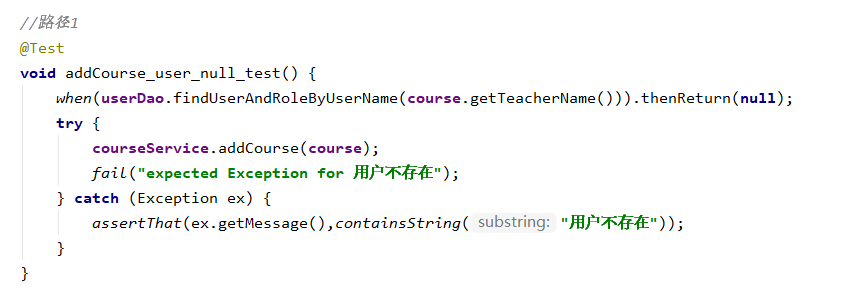 //路径1
@Test
void addCourse_user_null_test() {
    when(userDao.findUserAndRoleByUserName(course.getTeacherName())).thenReturn(null);
    try {
        courseService.addCourse(course);
        fail("expected Exception for 用户不存在");
    } catch (Exception ex) {
        assertThat(ex.getMessage(),containsString( substring: "用户不存在"));
    }
}